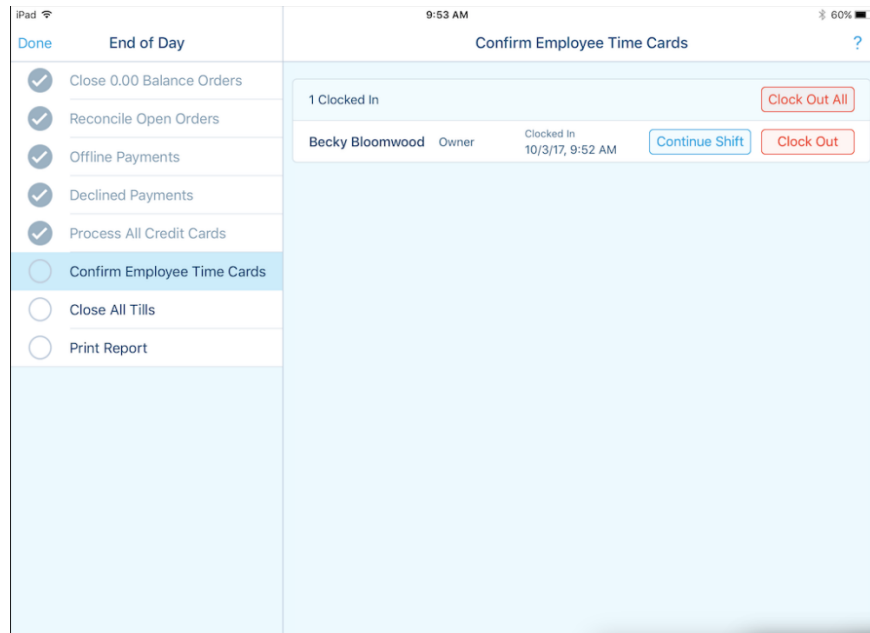 iPad 9:53 AM 60%
Done End of Day Confirm Employee Time Cards ?
Close 0.00 Balance Orders
Reconcile Open Orders
Offline Payments
Declined Payments
Process All Credit Cards
Confirm Employee Time Cards
Close All Tills
Print Report
1 Clocked In Clock Out All
Becky Bloomwood Owner Clocked In
10/3/17, 9:52 AM Continue Shift Clock Out